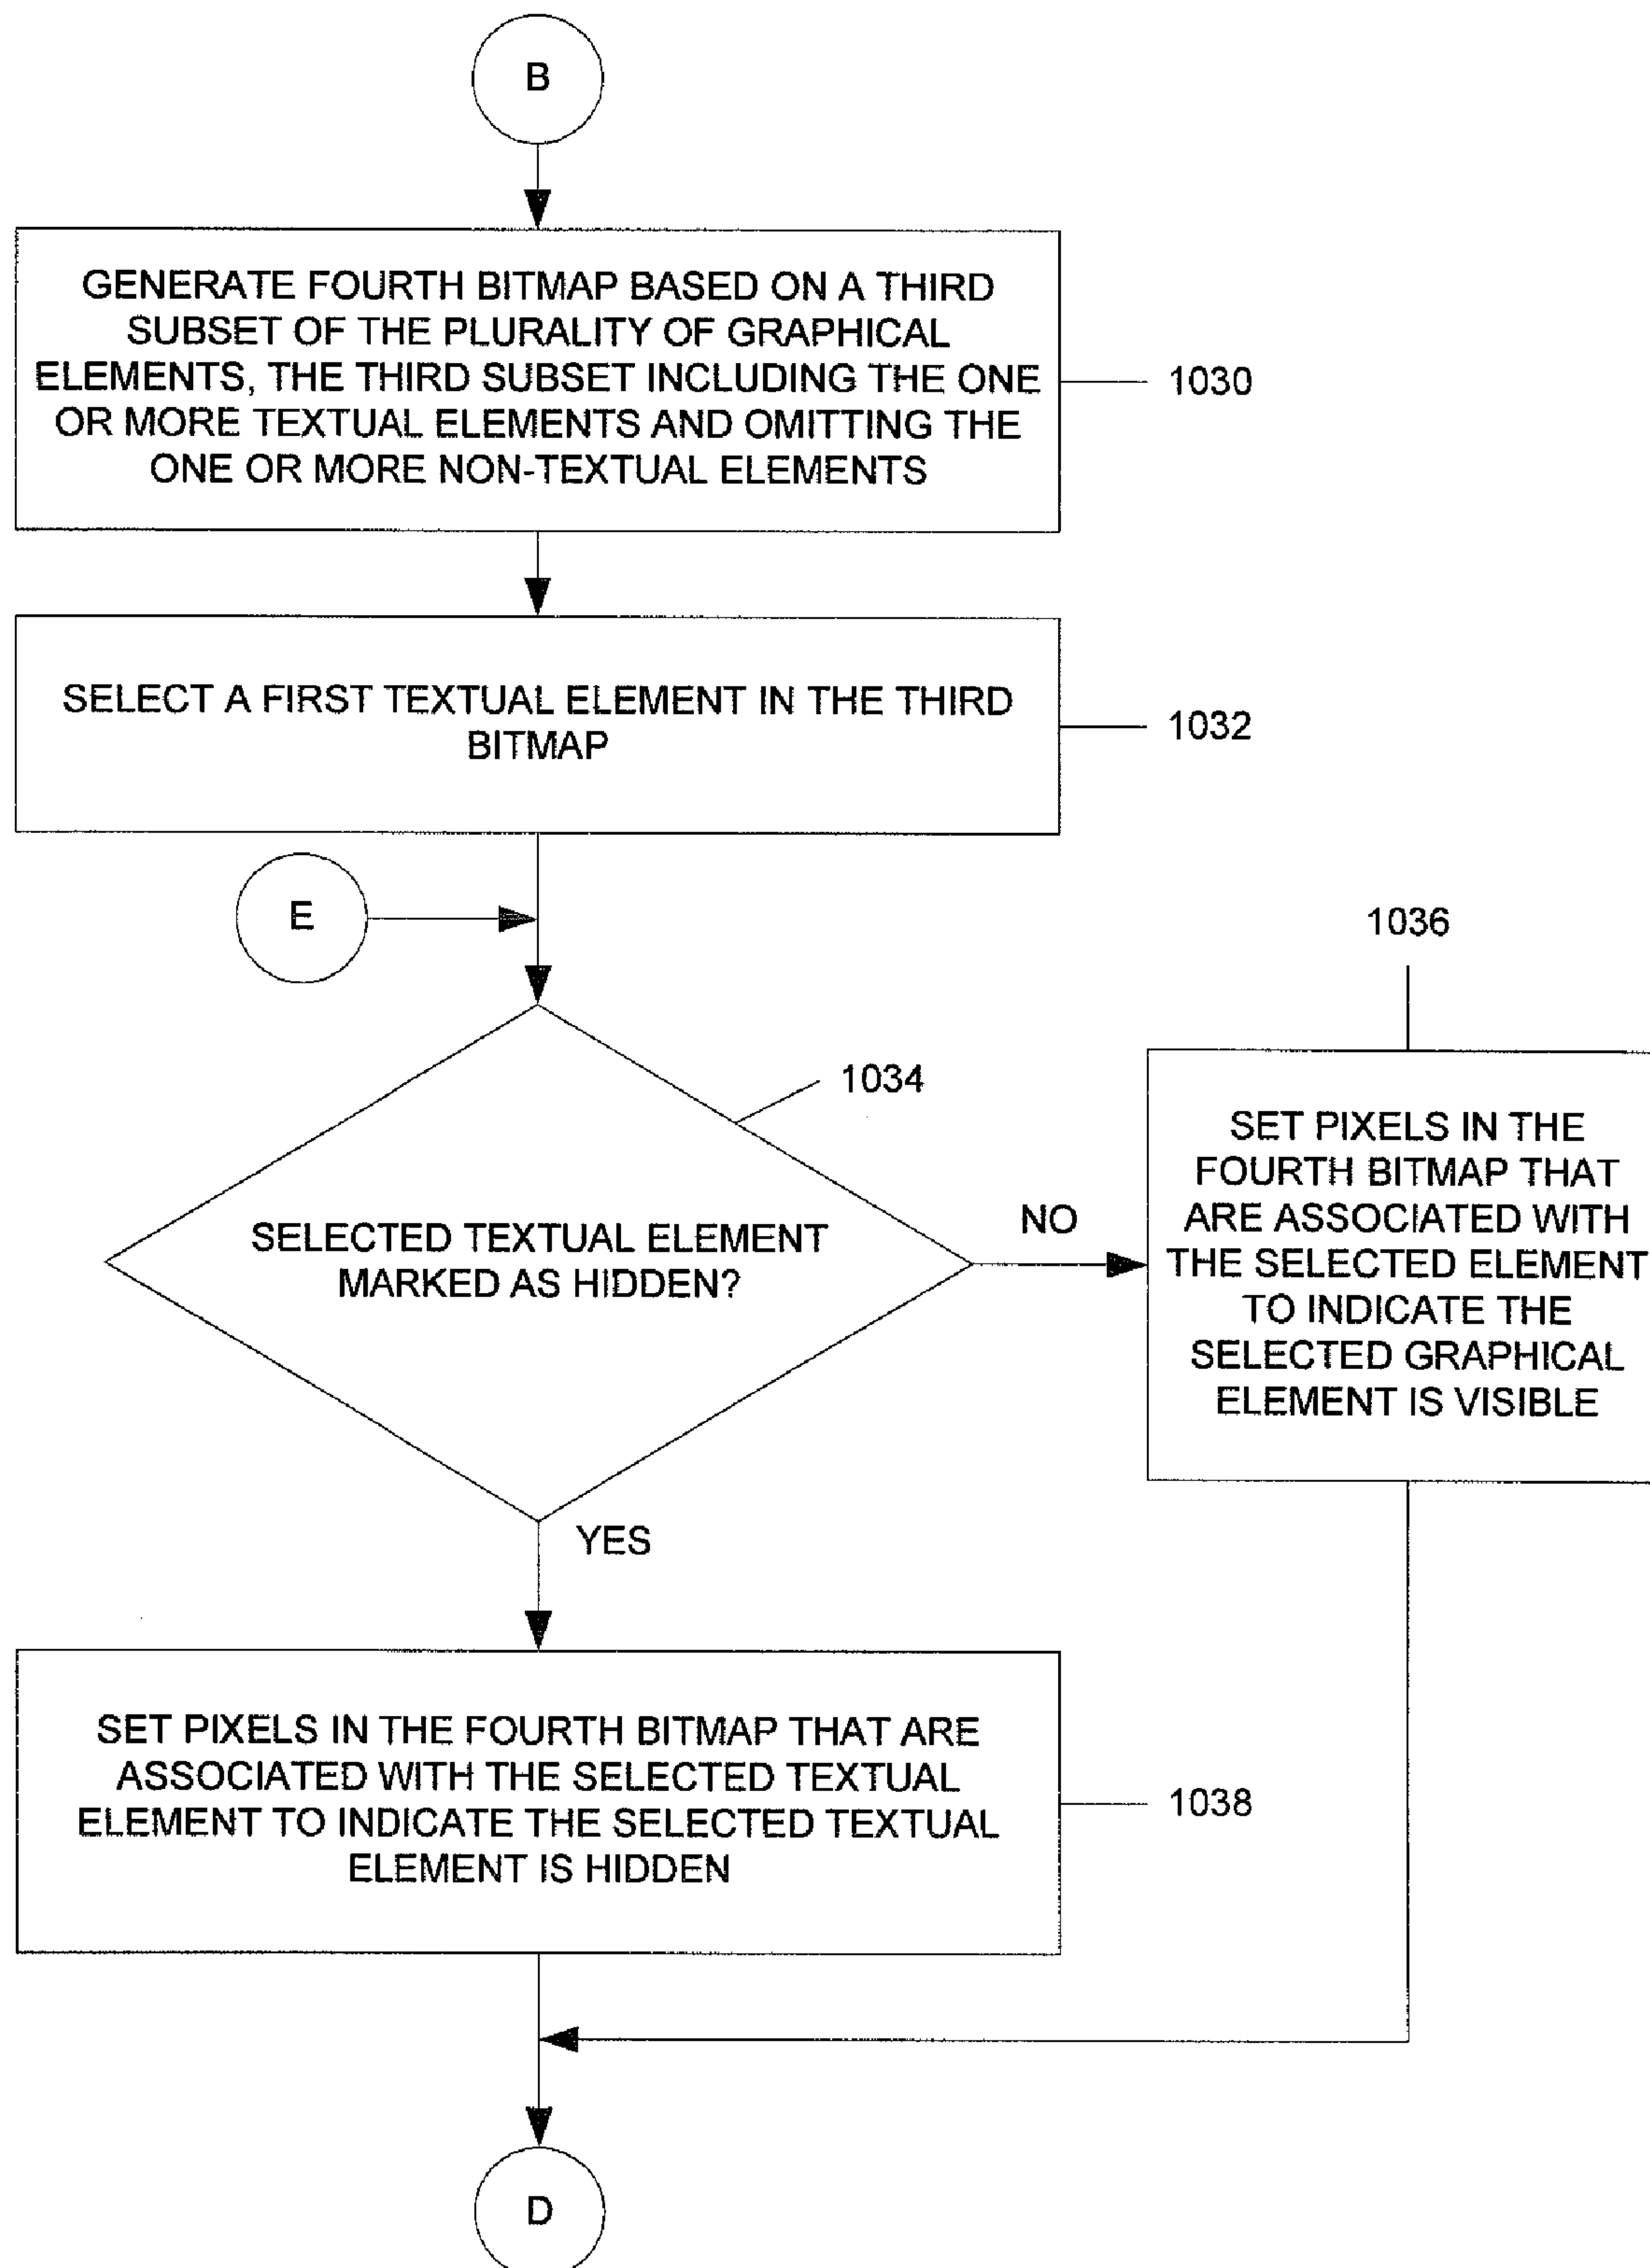 B
GENERATE FOURTH BITMAP BASED ON A THIRD
SUBSET OF THE PLURALITY OF GRAPHICAL
ELEMENTS, THE THIRD SUBSET INCLUDING THE ONE
OR MORE TEXTUAL ELEMENTS AND OMITTING THE
ONE OR MORE NON-TEXTUAL ELEMENTS
1030
SELECT A FIRST TEXTUAL ELEMENT IN THE THIRD
BITMAP
1032
E
1034
SELECTED TEXTUAL ELEMENT
MARKED AS HIDDEN?
NO
1036
SET PIXELS IN THE
FOURTH BITMAP THAT
ARE ASSOCIATED WITH
THE SELECTED ELEMENT
TO INDICATE THE
SELECTED GRAPHICAL
ELEMENT IS VISIBLE
YES
SET PIXELS IN THE FOURTH BITMAP THAT ARE
ASSOCIATED WITH THE SELECTED TEXTUAL
ELEMENT TO INDICATE THE SELECTED TEXTUAL
ELEMENT IS HIDDEN
1038
D